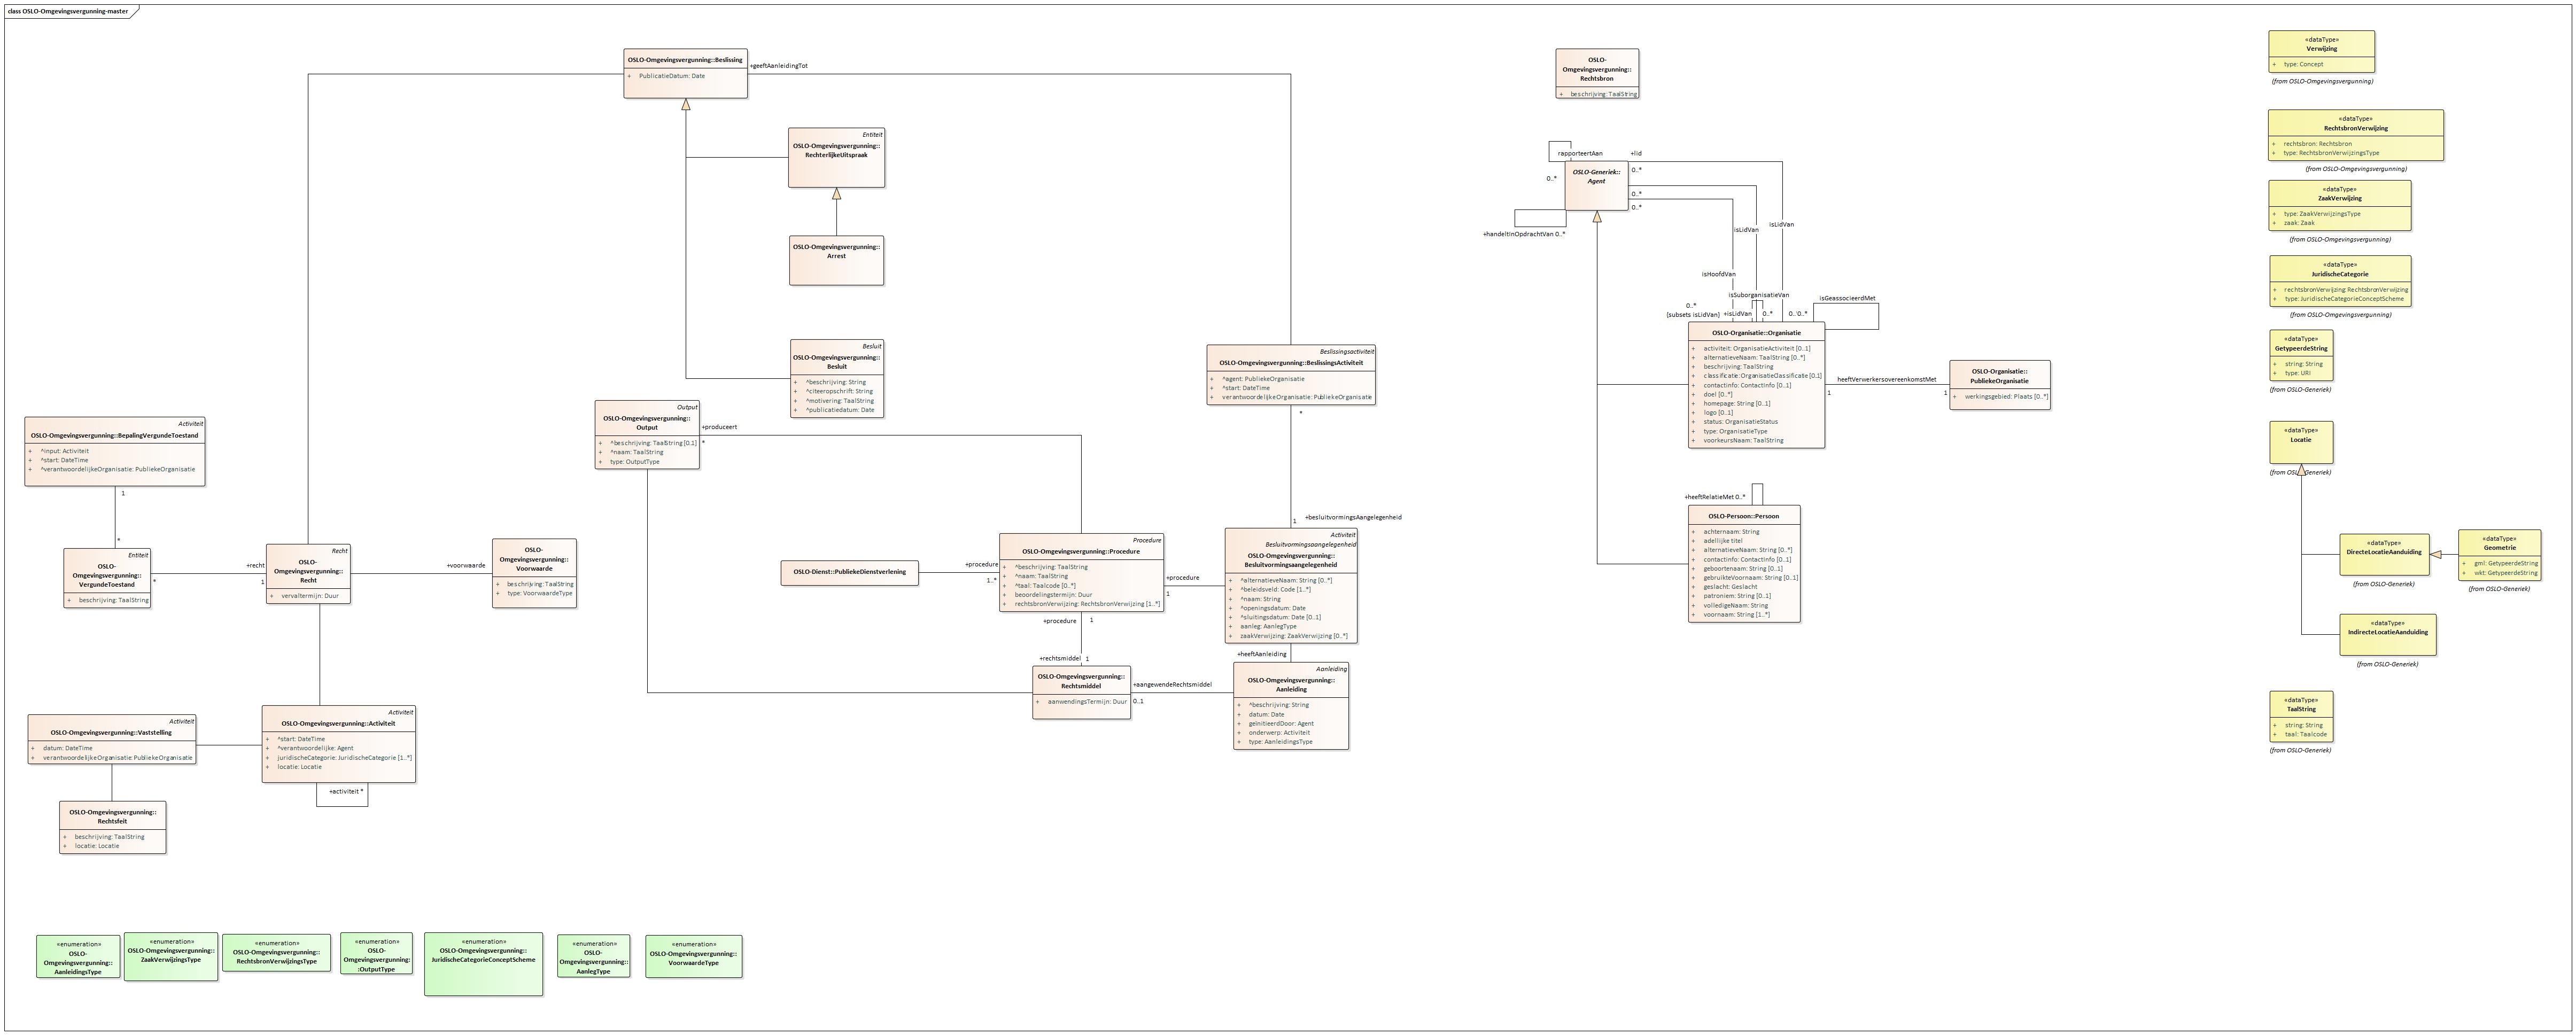 class OSLO-Omgevingsvergunning-master
OSLO-Omgevingsvergunning::Beslissing
+ PublicatieDatum: Date
+geeftAanleidingTot
Entiteit
OSLO-Omgevingsvergunning::
RechterlijkeUitspraak
OSLO-Omgevingsvergunning::
Arrest
Besluit
OSLO-Omgevingsvergunning::
Besluit
+ ^beschrijving: String
+ ^citeeropschrift: String
+ ^motivering: TaalString
+ ^publicatiedatum: Date
Beslissingsactiviteit
OSLO-Omgevingsvergunning::BeslissingsActiviteit
+ ^agent: PubliekeOrganisatie
+ ^start: DateTime
verantwoordelijkeOrganisatie: PubliekeOrganisatie
*
Output
OSLO-Omgevingsvergunning::
Output
+ ^beschrijving: TaalString [0.1]
+ ^naam: TaalString
+ type: OutputType
+produceert
*
Activiteit
OSLO-Omgevingsvergunning::BepalingVergundeToestand
+ ^input: Activiteit
+ ^start: DateTime
+ ^verantwoordelijkeOrganisatie: PubliekeOrganisatie
1
*
Entiteit
OSLO-
Omgevingsvergunning::
VergundeToestand
+ beschrijving: TaalString
*
+recht
1
Recht
OSLO-
Omgevingsvergunning::
Recht
+ vervaltermijn: Duur
+voorwaarde
OSLO-
Omgevingsvergunning::
Voorwaarde
+ beschrijving: TaalString
+ type: VoorwaardeType
OSLO-Dienst::PubliekeDienstverlening
+procedure
1..*
Procedure
OSLO-Omgevingsvergunning::Procedure
+ ^beschrijving: TaalString
+ ^naam: TaalString
+ ^taal: Taalcode [0..*]
+ beoordelingstermijn: Duur
+ rechtsbronVerwijzing: RechtsbronVerwijzing [1..*]
+procedure
1
+procedure
1
+rechtsmiddel 1
1
+besluitvormingsAangelegenheid
Activiteit
Besluitvormingsaangelegenheid
OSLO-Omgevingsvergunning::
Besluitvormingsaangelegenheid
+ ^alternatieveNaam: String [0..*]
+ ^beleidsveld: Code [1..*]
+ ^naam: String
+ ^openingsdatum: Date
+ ^sluitingsdatum: Date [0..1]
+ aanleg: AanlegType
+ zaakVerwijzing: ZaakVerwijzing [0..*]
+heeftAanleiding
OSLO-Omgevingsvergunning::
Rechtsmiddel
+ aanwendingsTermijn: Duur
+aangewendeRechtsmiddel
0..1
Aanleiding
OSLO-Omgevingsvergunning::
Aanleiding
+ ^beschrijving: String
+ datum: Date
+ geïnitieerdDoor: Agent
+ onderwerp: Activiteit
+ type: AanleidingsType
Activiteit
OSLO-Omgevingsvergunning::Vaststelling
+ datum: DateTime
+ verantwoordelijkeOrganisatie:PubliekeOrganisatie
OSLO-Omgevingsvergunning::
Rechtsfeit
+ beschrijving: TaalString
+ locatie: Locatie
Activiteit
OSLO-Omgevingsvergunning::Activiteit
+ ^start: DateTime
+ ^verantwoordelijke: Agent
+ juridischeCategorie: JuridischeCategorie [1..*]
+ locatie: Locatie
+activiteit *
OSLO-
Omgevingsvergunning::
Rechtsbron
+ beschrijving: TaalString
rapporteertAan
0..*
OSLO-Generiek::
Agent
+handeltInOpdrachtVan 0..*
+lid
0..*
0..*
0..*
isLidVan
isLidVan
isHoofdVan
isSuborganisatieVan
0..*
{subsets isLidVan}
+isLidVan
0..*
0..'0..*
isGeassocieerdMet
OSLO-Organisatie::Organisatie
+ activiteit: OrganisatieActiviteit [0..1]
+ alternatieveNaam: TaalString [0..*]
+ beschrijving: TaalString
+ classificatie:OrganisatieClassificatie [0.1]
+ contactinfo: ContactInfo [0..1]
+ doel [0..*]
+ homepage: String [0..1]
+ logo [0..1]
+ status: OrganisatieStatus
+ type: OrganisatieType
+ voorkeursNaam: TaalString
heeftVerwerkersovereenkomstMet
1
1
OSLO-Organisatie::
PubliekeOrganisatie
+ werkingsgebied: Plaats [0..*]
+heeftRelatieMet 0..*
OSLO-Persoon::Persoon
+ achternaam: String
+ adellijke titel
+ alternatieveNaam: String [0..*]
+ contactinfo: ContactInfo [0..1]
+ geboortenaam: String [0..1]
+ gebruikteVoornaam: String [0..1]
+ geslacht: Geslacht
+ patroniem: String [0..1]
+ volledigeNaam: String
+ voornaam: String [1..*]
«dataType»
Verwijzing
+ type: Concept
(from OSLO-Omgevingsvergunning)
«dataType»
RechtsbronVerwijzing
+ rechtsbron: Rechtsbron
+ type: RechtsbronVerwijzingsType
(from OSLO-Omgevingsvergunning)
«dataType»
ZaakVerwijzing
+ type: ZaakVerwijzingsType
+ zaak: Zaak
(from OSLO-Omgevingsvergunning)
«dataType»
JuridischeCategorie
+ rechtsbronVerwijzing: RechtsbronVerwijzing
+ type: JuridischeCategorieConceptScheme
(from OSLO-Omgevingsvergunning)
«dataType»
GetypeerdeString
+ string: String
+ type: URI
(from OSLO-Generiek)
«dataType»
Locatie
(from OSLO-Generiek)
«dataType»
DirecteLocatieAanduiding
(from OSLO-Generiek)
«dataType»
Geometrie
+ gml: GetypeerdeString
+ wkt: GetypeerdeString
(from OSLO-Generiek)
«dataType»
IndirecteLocatieAanduiding
(from OSLO-Generiek)
«dataType»
TaalString
+ string: String
+ taal: Taalcode
(from OSLO-Generiek)
«enumeration»
OSLO-
Omgevingsvergunning::
AanleidingsType
«enumeration»
OSLO-Omgevingsvergunning::
ZaakVerwijzingsType
«enumeration»
OSLO-Omgevingsvergunning::
RechtsbronVerwijzingsType
«enumeration»
OSLO-
Omgevingsvergunning:
:OutputType
«enumeration»
OSLO-Omgevingsvergunning::
JuridischeCategorieConceptScheme
«enumeration»
OSLO-
Omgevingsvergunning::
AanlegType
«enumeration»
OSLO-Omgevingsvergunning::
VoorwaardeType